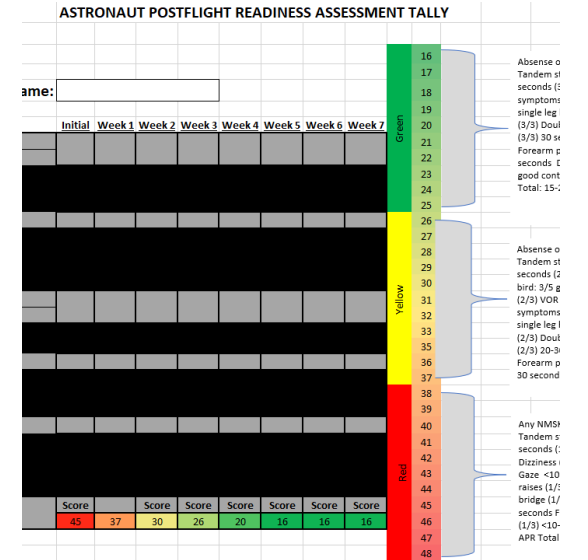 ASTRONAUT POSTFLIGHT READINESS ASSESSMENT TALLY
ame:
Initial Week 1 Week 2 Week 3 Week 4 Week 5 Week 6 Week 7
Score Score Score Score Score Score Score
45 37 30 26 20 16 16 16
Green
Yellow
Red
16
17
18
19
20
21
22
23
24
25
26
27
28
29
30
31
32
33
35
36
37
38
39
40
41
42
43
44
45
46
47
48
Absense o
Tandem st
seconds (3
symptoms
single leg
(3/3) Doul
(3/3) 30 se
Forearm p
seconds D
good cont
Total: 15-2
Absense o
Tandem st
seconds (2
bird: 3/5 g
(2/3) VOR
symptoms
single leg l
(2/3) Doub
(2/3) 20-30
Forearm p
30 second
Any NMSK
Tandem st
seconds (1
Dizziness (
Gaze <10
raises (1/3
bridge (1/
seconds F
(1/3) <10-
APR Total